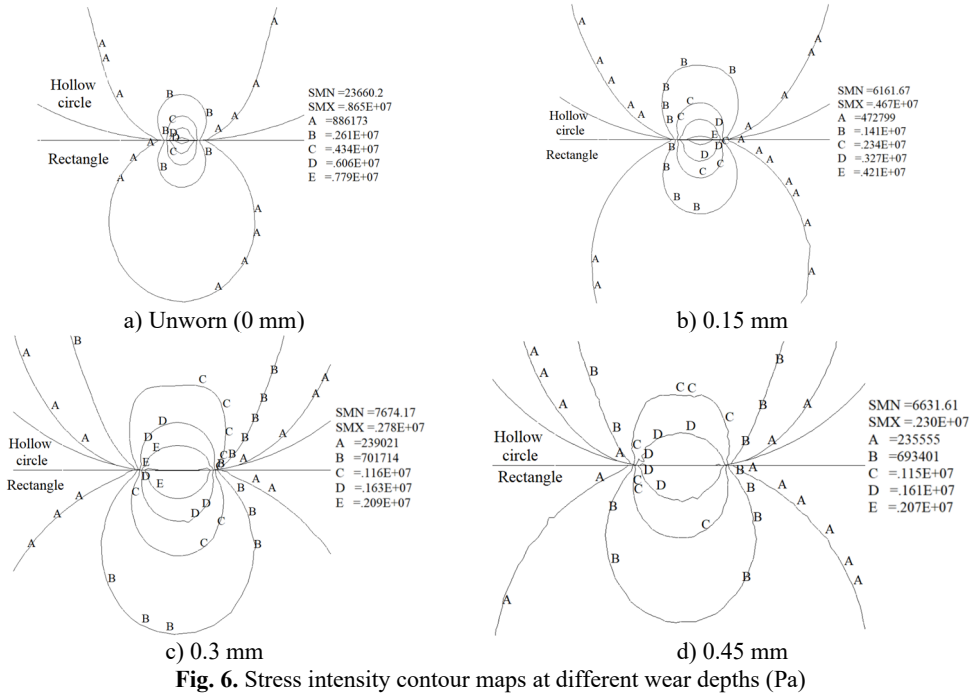 Hollow
circle
Rectangle
SMN =23660.2
SMX =.865E+07
A =886173
B =.261E+07
C =.434E+07
D =.606E+07
E =.779E+07
a) Unworn (0 mm)
Hollow
circle
Rectangle
SMN =6161.67
SMX =.467E+07
A =472799
B =.141E+07
C =.234E+07
D =.327E+07
E =.421E+07
b) 0.15 mm
Hollow
circle
Rectangle
SMN =7674.17
SMX =.278E+07
A =239021
B =701714
C =.116E+07
D =.163E+07
E =.209E+07
c) 0.3 mm
Hollow
circle
Rectangle
SMN =6631.61
SMX =.230E+07
A =235555
B =693401
C =.115E+07
D =.161E+07
E =.207E+07
d) 0.45 mm
Fig. 6. Stress intensity contour maps at different wear depths (Pa)